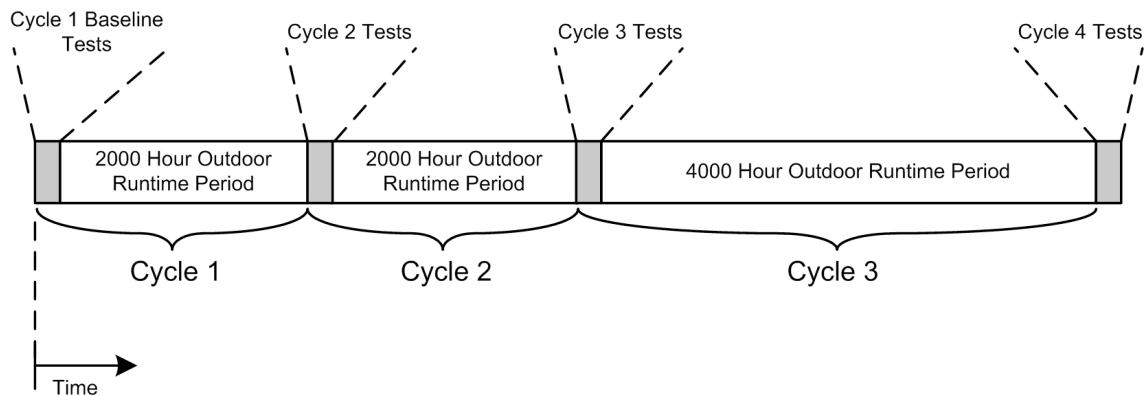 Cycle 1 Baseline
Tests
Cycle 2 Tests
Cycle 3 Tests
Cycle 4 Tests
2000 Hour Outdoor
Runtime Period
2000 Hour Outdoor
Runtime Period
4000 Hour Outdoor Runtime Period
Cycle 1
Cycle 2
Cycle 3
Time